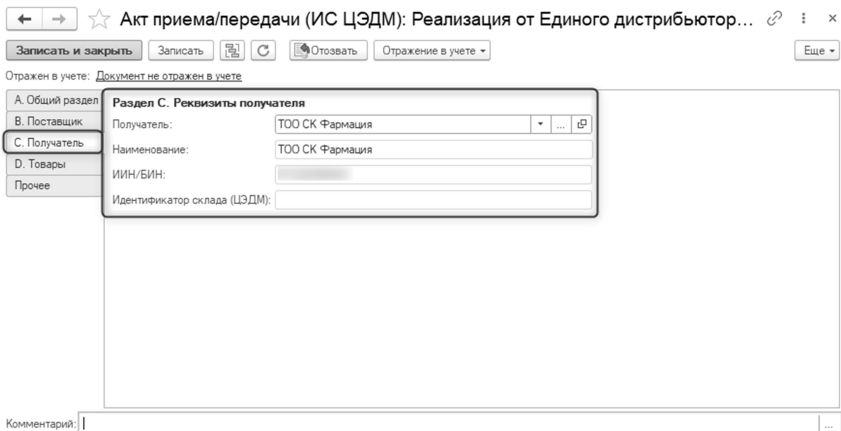 Акт приема/передачи (ИС ЦЭДМ): Реализация от Единого дистрибьютор...
Записать и закрыть Записать Отозвать Отражение в учете Еще
Отражен в учете: Документ не отражен в учете
А. Общий раздел
В. Поставщик
С. Получатель
D. Товары
Прочее
Раздел С. Реквизиты получателя
Получатель: ТОО СК Фармация ...
Наименование: ТОО СК Фармация
ИИН/БИН:
Идентификатор склада (ЦЭДМ):
Комментарий: ...